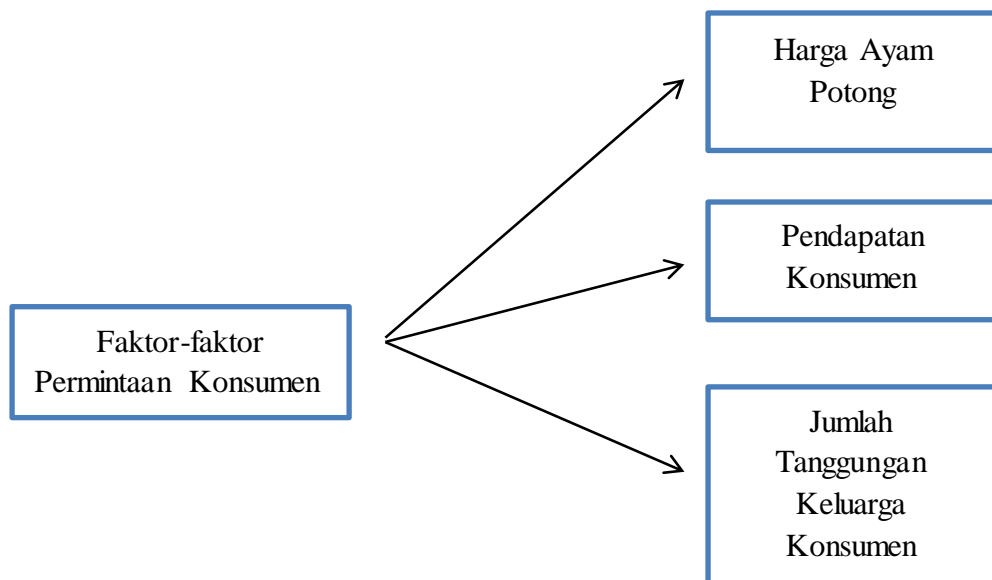 Harga Ayam
Potong
Pendapatan
Konsumen
Faktor-faktor
Permintaan Konsumen
Jumlah
Tanggungan
Keluarga
Konsumen